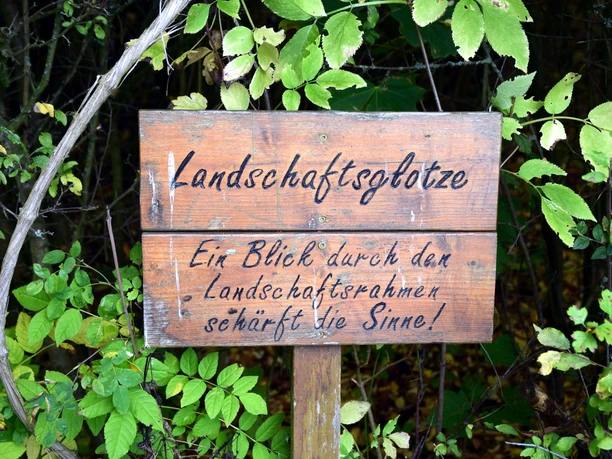 Landschaftsglotze
Ein Blick durch den
Landschaftsrahmen
schärft die Sinne!